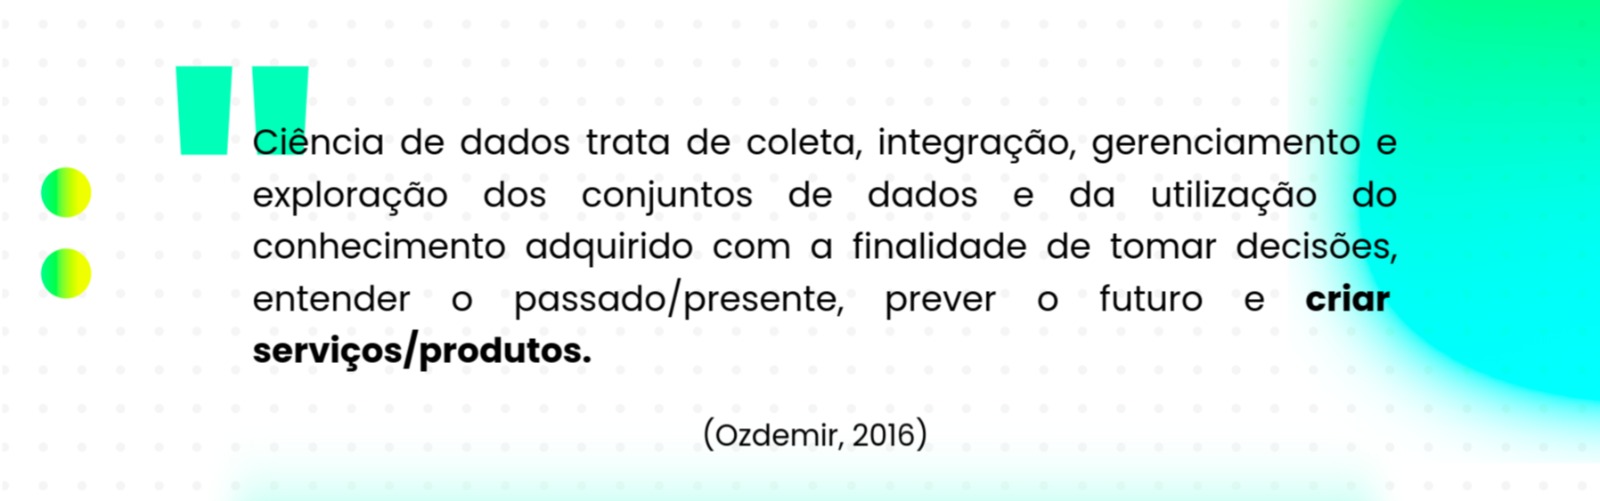 Ciência de dados trata de coleta, integração, gerenciamento e
exploração dos conjuntos de dados e da utilização do
conhecimento adquirido com a finalidade de tomar decisões,
entender o passado/presente, prever o futuro e criar
serviços/produtos.
(Ozdemir, 2016)